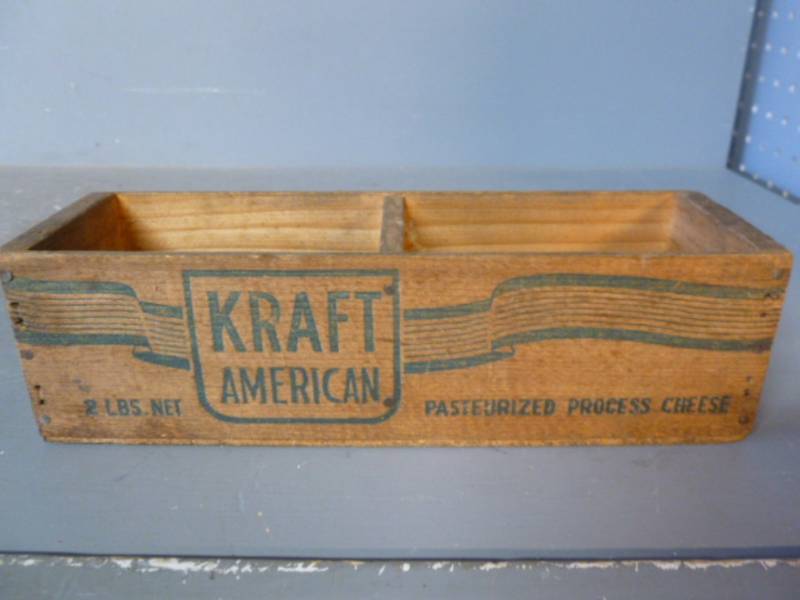 KRAFT
AMERICAN
2 LBS. NET
PASTEURIZED PROCESS CHEESE